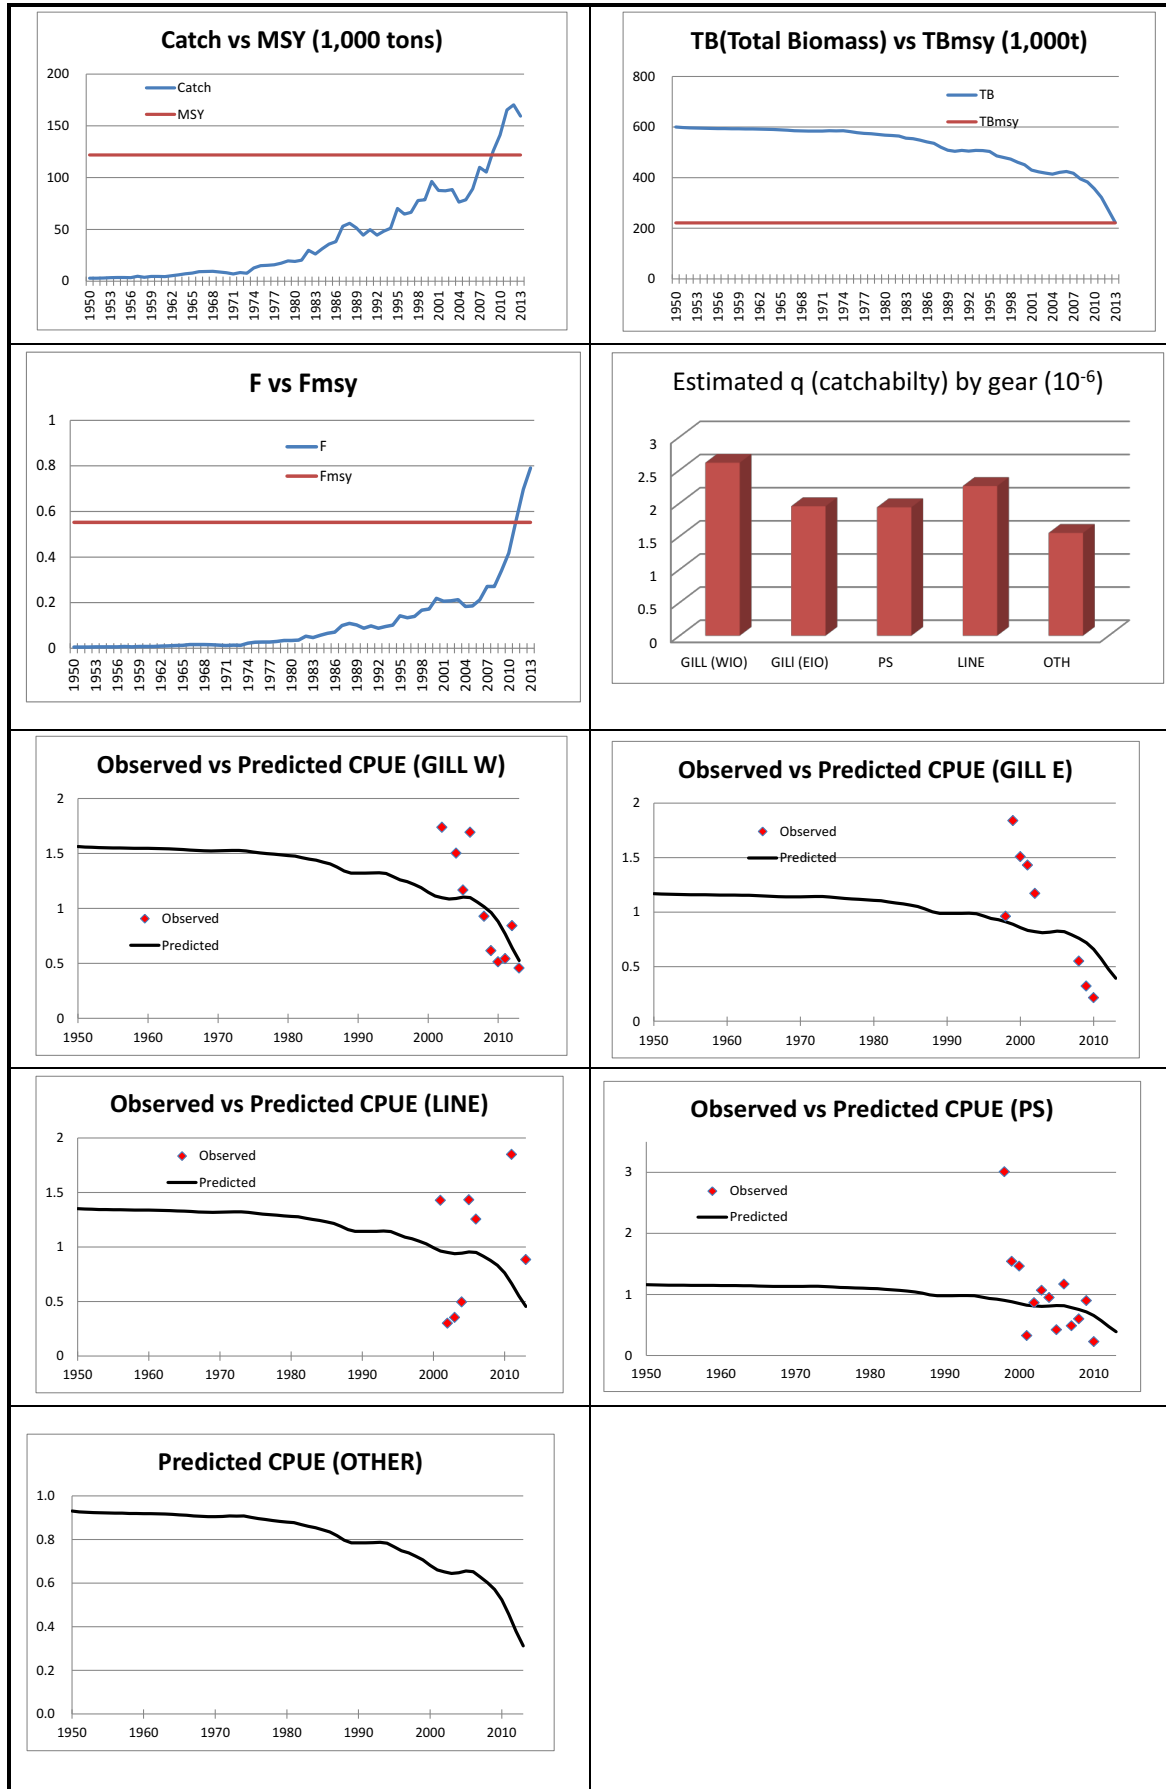 Catch vs MSY (1,000 tons)
200
150
100
50
0
Catch
MSY
1950 1953 1956 1959 1962 1965 1968 1971 1974 1977 1980 1983 1986 1989 1992 1995 1998 2001 2004 2007 2010 2013
TB(Total Biomass) vs TBmsy (1,000t)
800
600
400
200
0
TB
TBmsy
1950 1953 1956 1959 1962 1965 1968 1971 1974 1977 1980 1983 1986 1989 1992 1995 1998 2001 2004 2007 2010 2013
F vs Fmsy
1
0.8
0.6
0.4
0.2
0
F
Fmsy
1950 1953 1956 1959 1962 1965 1968 1971 1974 1977 1980 1983 1986 1989 1992 1995 1998 2001 2004 2007 2010 2013
Estimated q (catchabilty) by gear (10-6)
3
2.5
2
1.5
1
0.5
0
GILL (WIO) GILl (EIO) PS LINE OTH
Observed vs Predicted CPUE (GILL W)
2
1.5
1
0.5
0
Observed
Predicted
1950 1960 1970 1980 1990 2000 2010
Observed vs Predicted CPUE (GILL E)
2
1.5
1
0.5
0
Observed
Predicted
1950 1960 1970 1980 1990 2000 2010
Observed vs Predicted CPUE (LINE)
2
1.5
1
0.5
0
Observed
Predicted
1950 1960 1970 1980 1990 2000 2010
Observed vs Predicted CPUE (PS)
3
2
1
0
Observed
Predicted
1950 1960 1970 1980 1990 2000 2010
Predicted CPUE (OTHER)
1.0
0.8
0.6
0.4
0.2
0.0
1950 1960 1970 1980 1990 2000 2010